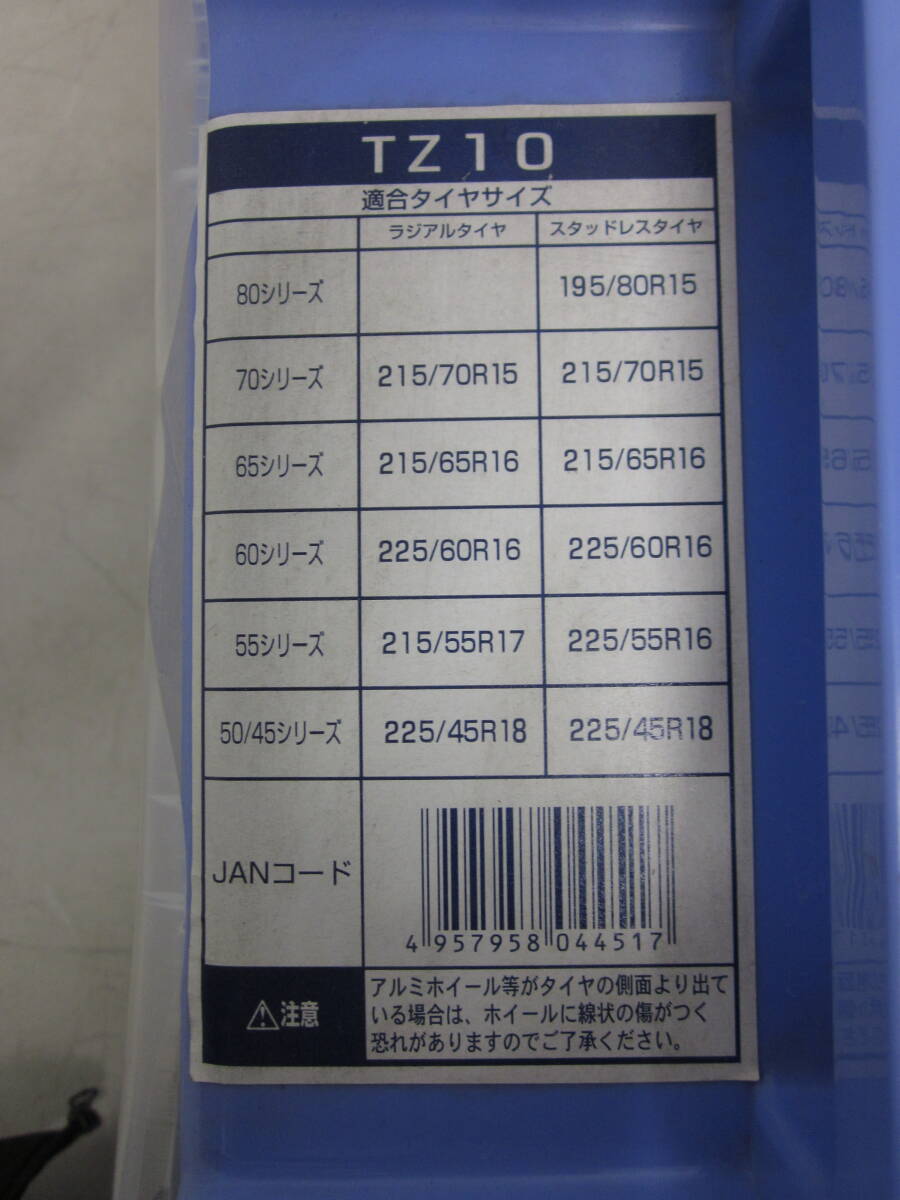 TZ10
適合タイヤサイズ
ラジアルタイヤ スタッドレスタイヤ
80シリーズ 195/80R15
70シリーズ 215/70R15 215/70R15
65シリーズ 215/65R16 215/65R16
60シリーズ 225/60R16 225/60R16
55シリーズ 215/55R17 225/55R16
50/45シリーズ 225/45R18 225/45R18
JANコード
4 957958 044517
⚠注意
アルミホイール等がタイヤの側面より出て
いる場合は、ホイールに線状の傷がつく
恐れがありますのでご了承ください。